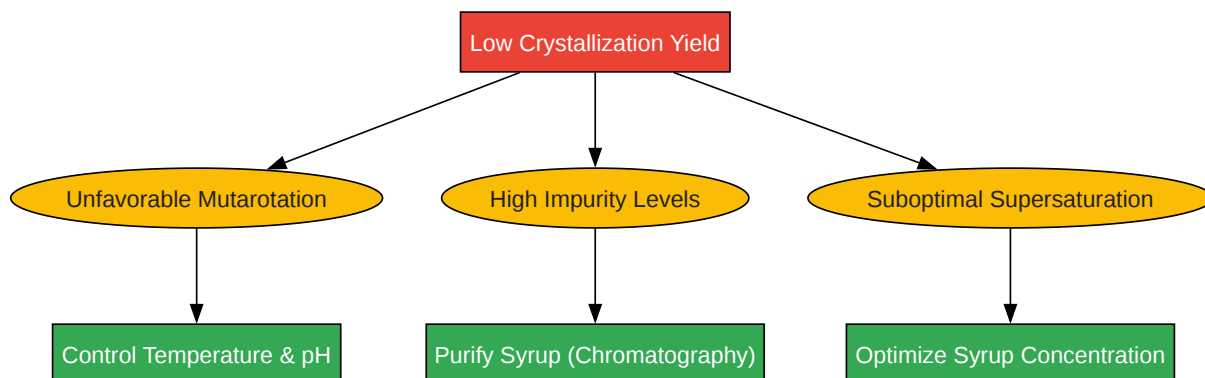 Low Crystallization Yield
Unfavorable Mutarotation
High Impurity Levels
Suboptimal Supersaturation
Control Temperature & pH
Purify Syrup (Chromatography)
Optimize Syrup Concentration